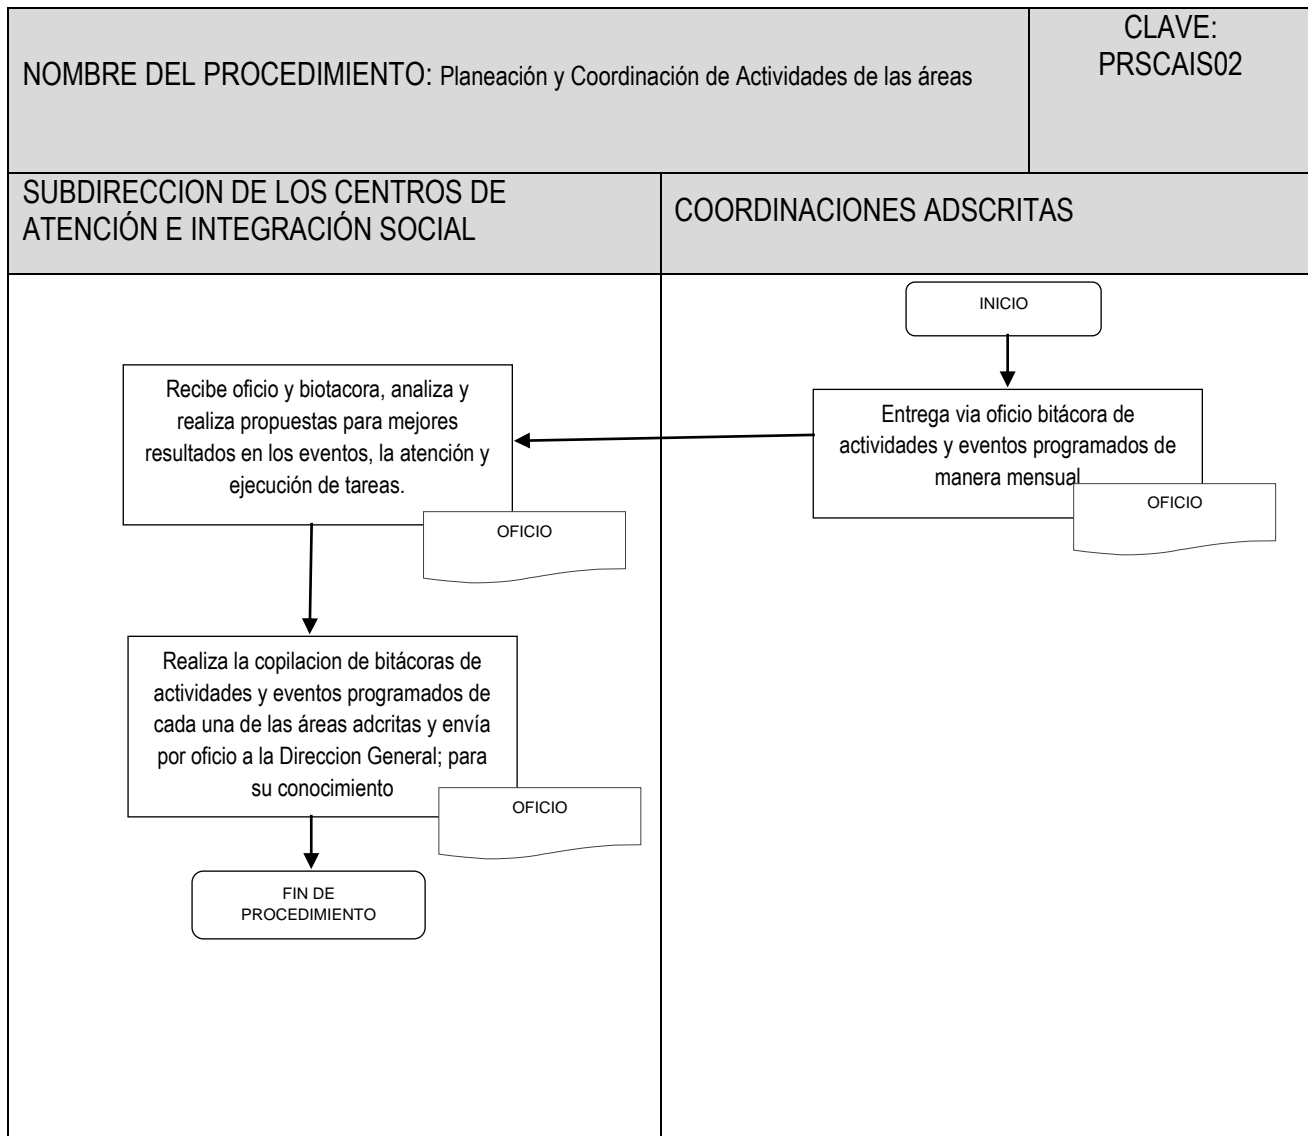 NOMBRE DEL PROCEDIMIENTO: Planeación y Coordinación de Actividades de las áreas
CLAVE:
PRSCAIS02
SUBDIRECCION DE LOS CENTROS DE
ATENCIÓN E INTEGRACIÓN SOCIAL
COORDINACIONES ADSCRITAS
INICIO
Entrega via oficio bitácora de
actividades y eventos programados de
manera mensual
OFICIO
Recibe oficio y biotacora, analiza y
realiza propuestas para mejores
resultados en los eventos, la atención y
ejecución de tareas.
OFICIO
Realiza la copilacion de bitácoras de
actividades y eventos programados de
cada una de las áreas adcritas y envía
por oficio a la Direccion General; para
su conocimiento
OFICIO
FIN DE
PROCEDIMIENTO